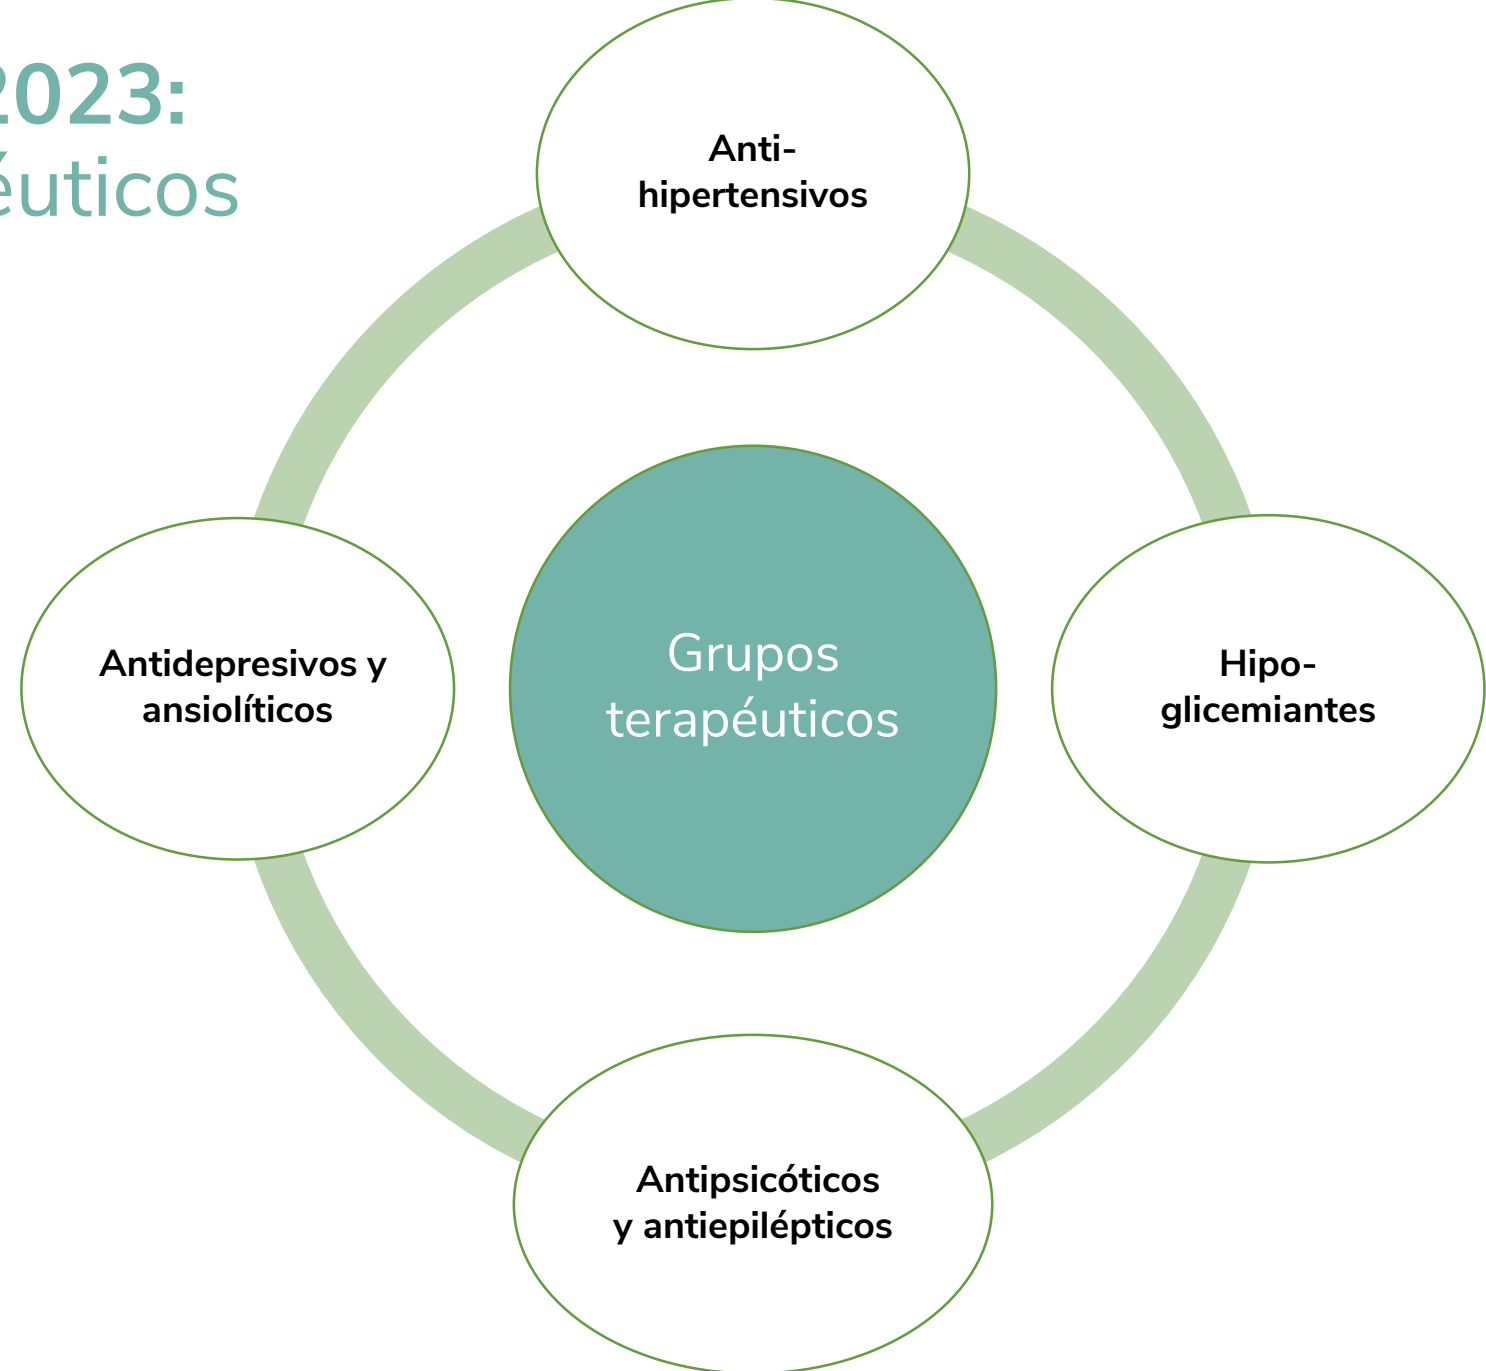 2023:
éuticos
Anti-
hipertensivos
Antidepresivos y
ansiolíticos
Grupos
terapéuticos
Hipo-
glicemiantes
Antipsicóticos
y antiepilépticos